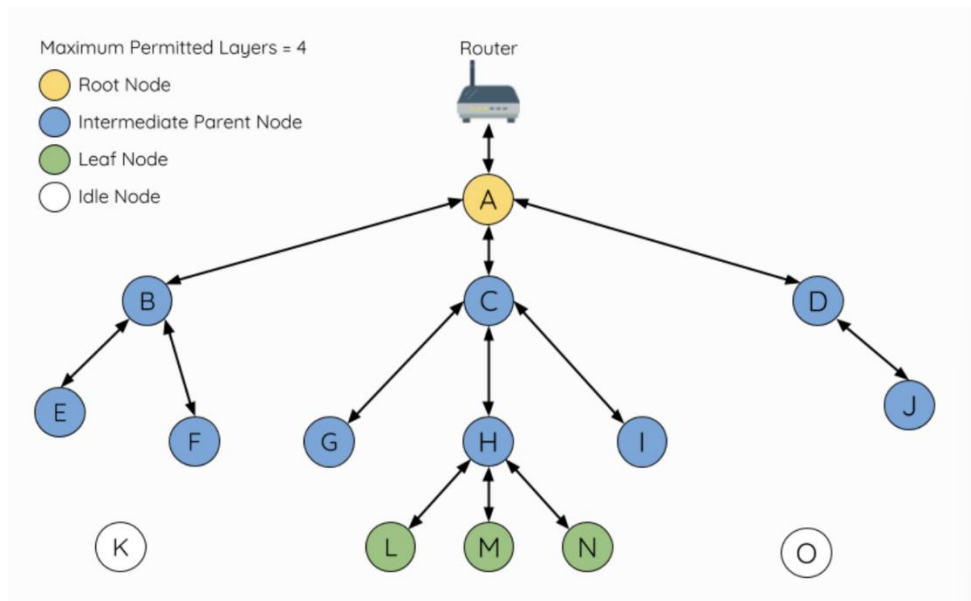 Maximum Permitted Layers = 4
Router
Root Node
Intermediate Parent Node
Leaf Node
Idle Node
A
B
C
D
E
F
G
H
I
J
K
L
M
N
O